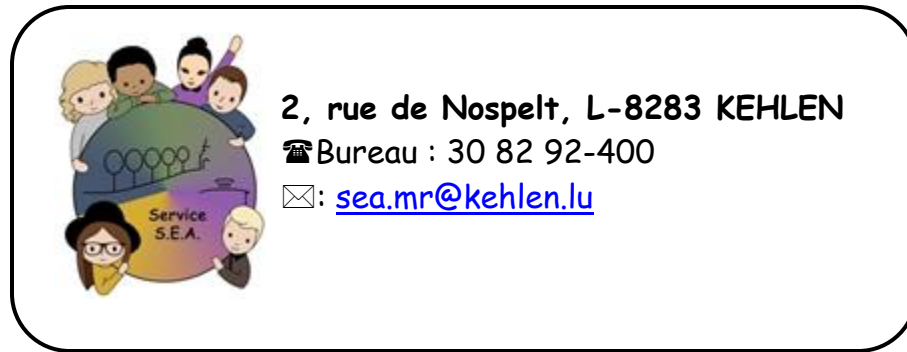 2, rue de Nospelt, L-8283 KEHLEN
☎Bureau : 30 82 92-400
✉: sea.mr@kehlen.lu
Service
S.E.A.